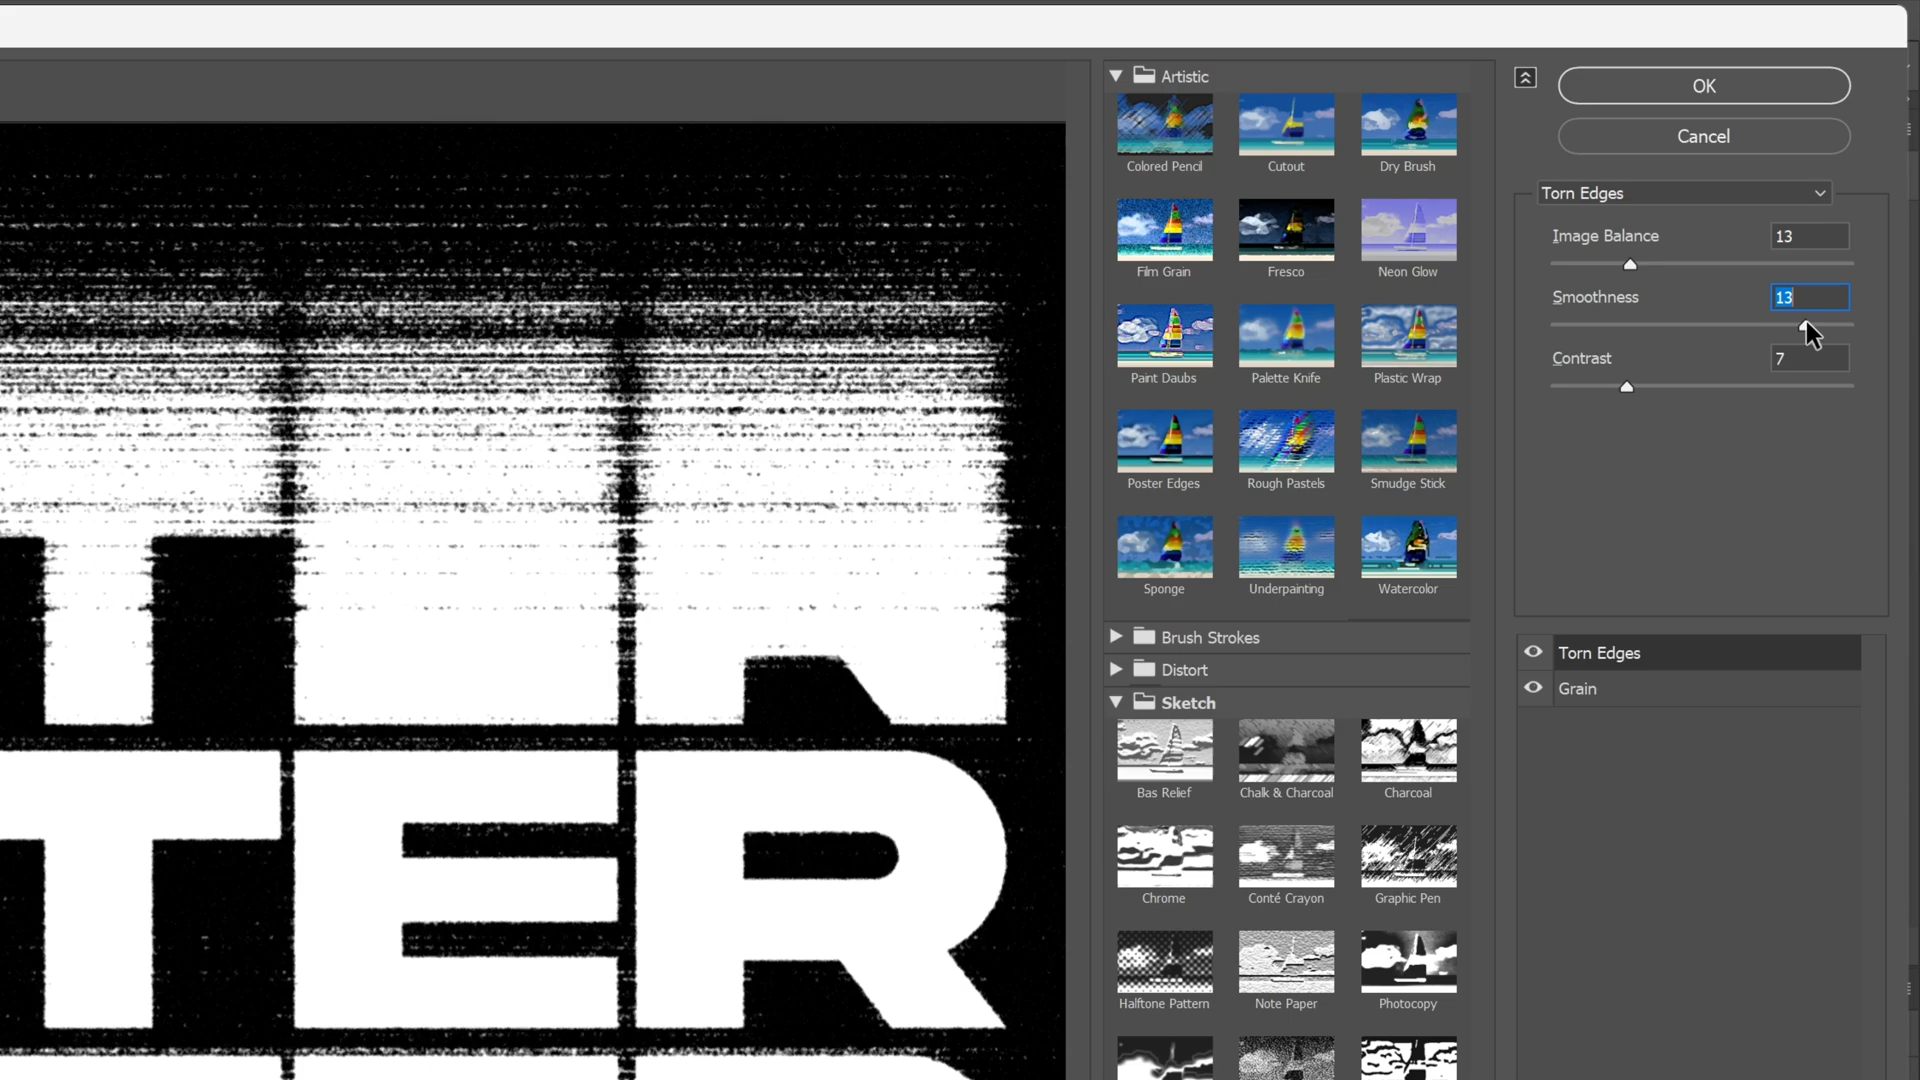 Artistic
Colored Pencil
Cutout
Dry Brush
Film Grain
Fresco
Neon Glow
Paint Daubs
Palette Knife
Plastic Wrap
Poster Edges
Rough Pastels
Smudge Stick
Sponge
Underpainting
Watercolor
Brush Strokes
Distort
Sketch
Bas Relief
Chalk & Charcoal
Charcoal
Chrome
Conté Crayon
Graphic Pen
Halftone Pattern
Note Paper
Photocopy
OK
Cancel
Torn Edges
Image Balance 13
Smoothness 13
Contrast 7
Torn Edges
Grain
TER